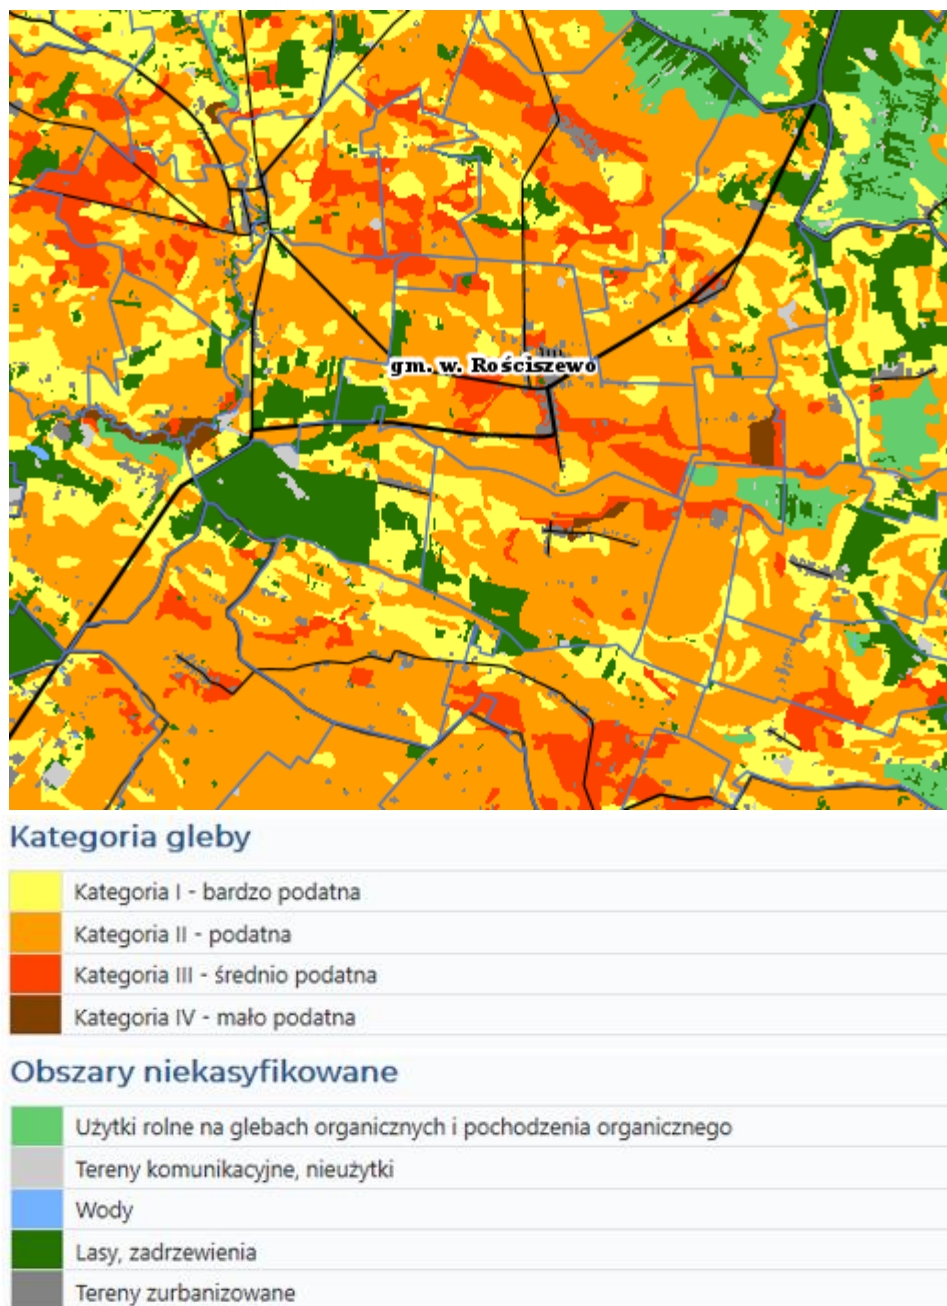 gm. w. Rościszewo
Kategoria gleby
Kategoria I - bardzo podatna
Kategoria II - podatna
Kategoria III - średnio podatna
Kategoria IV - mało podatna
Obszary niekasyfikowane
Użytki rolne na glebach organicznych i pochodzenia organicznego
Tereny komunikacyjne, nieużytki
Wody
Lasy, zadrzewienia
Tereny zurbanizowane